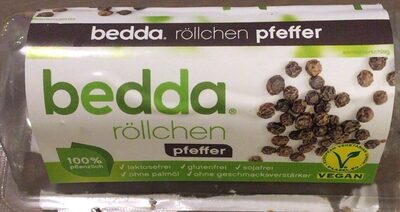 bedda. röllchen pfeffer
bedda®
röllchen
pfeffer
100%
pflanzlich
✓ laktosefrei ✓ glutenfrei ✓ sojafrei
✓ ohne palmöl ✓ ohne geschmacksverstärker
VEGAN